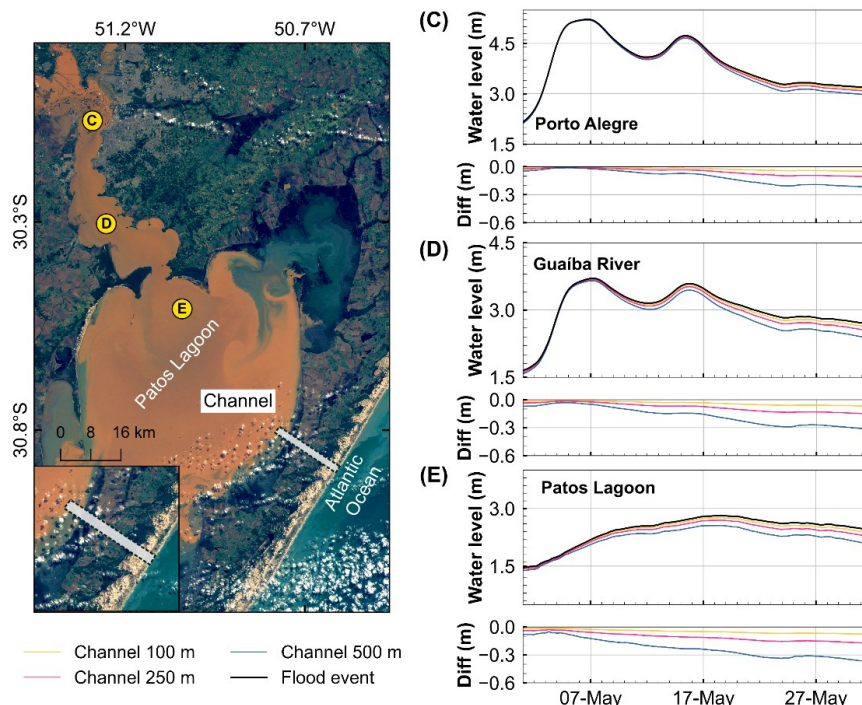 51.2°W
50.7°W
30.3°S
30.8°S
C
D
E
Patos Lagoon
Channel
0 8 16 km
Atlantic
Ocean
Channel 100 m
Channel 250 m
Channel 500 m
Flood event
(C)
Water level (m)
4.5
3.0
1.5
Porto Alegre
Diff (m)
0.0
−0.3
−0.6
(D)
Water level (m)
4.5
3.0
1.5
Guaíba River
Diff (m)
0.0
−0.3
−0.6
(E)
Water level (m)
3.0
1.5
Patos Lagoon
Diff (m)
0.0
−0.3
−0.6
07-May
17-May
27-May